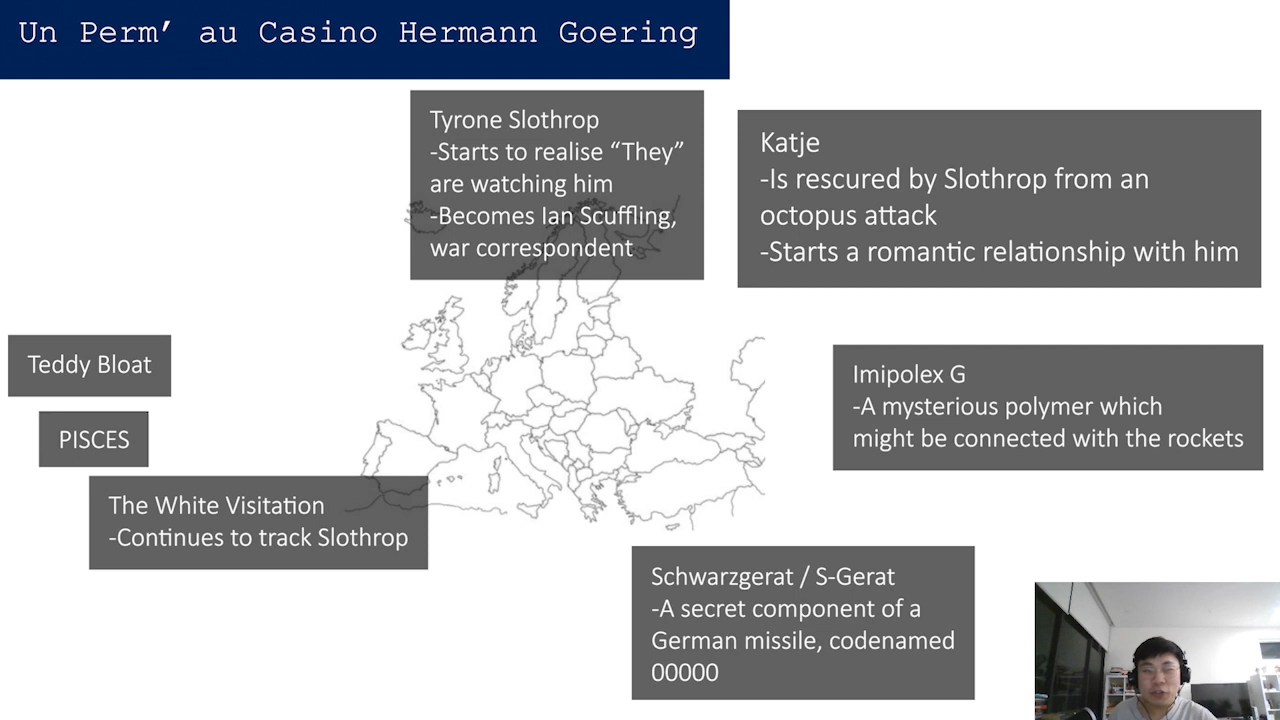 Un Perm’ au Casino Hermann Goering
Tyrone Slothrop
-Starts to realise “They”
are watching him
-Becomes Ian Scuffling,
war correspondent
Katje
-Is rescured by Slothrop from an
octopus attack
-Starts a romantic relationship with him
Teddy Bloat
PISCES
The White Visitation
-Continues to track Slothrop
Imipolex G
-A mysterious polymer which
might be connected with the rockets
Schwarzgerat / S-Gerat
-A secret component of a
German missile, codenamed
00000